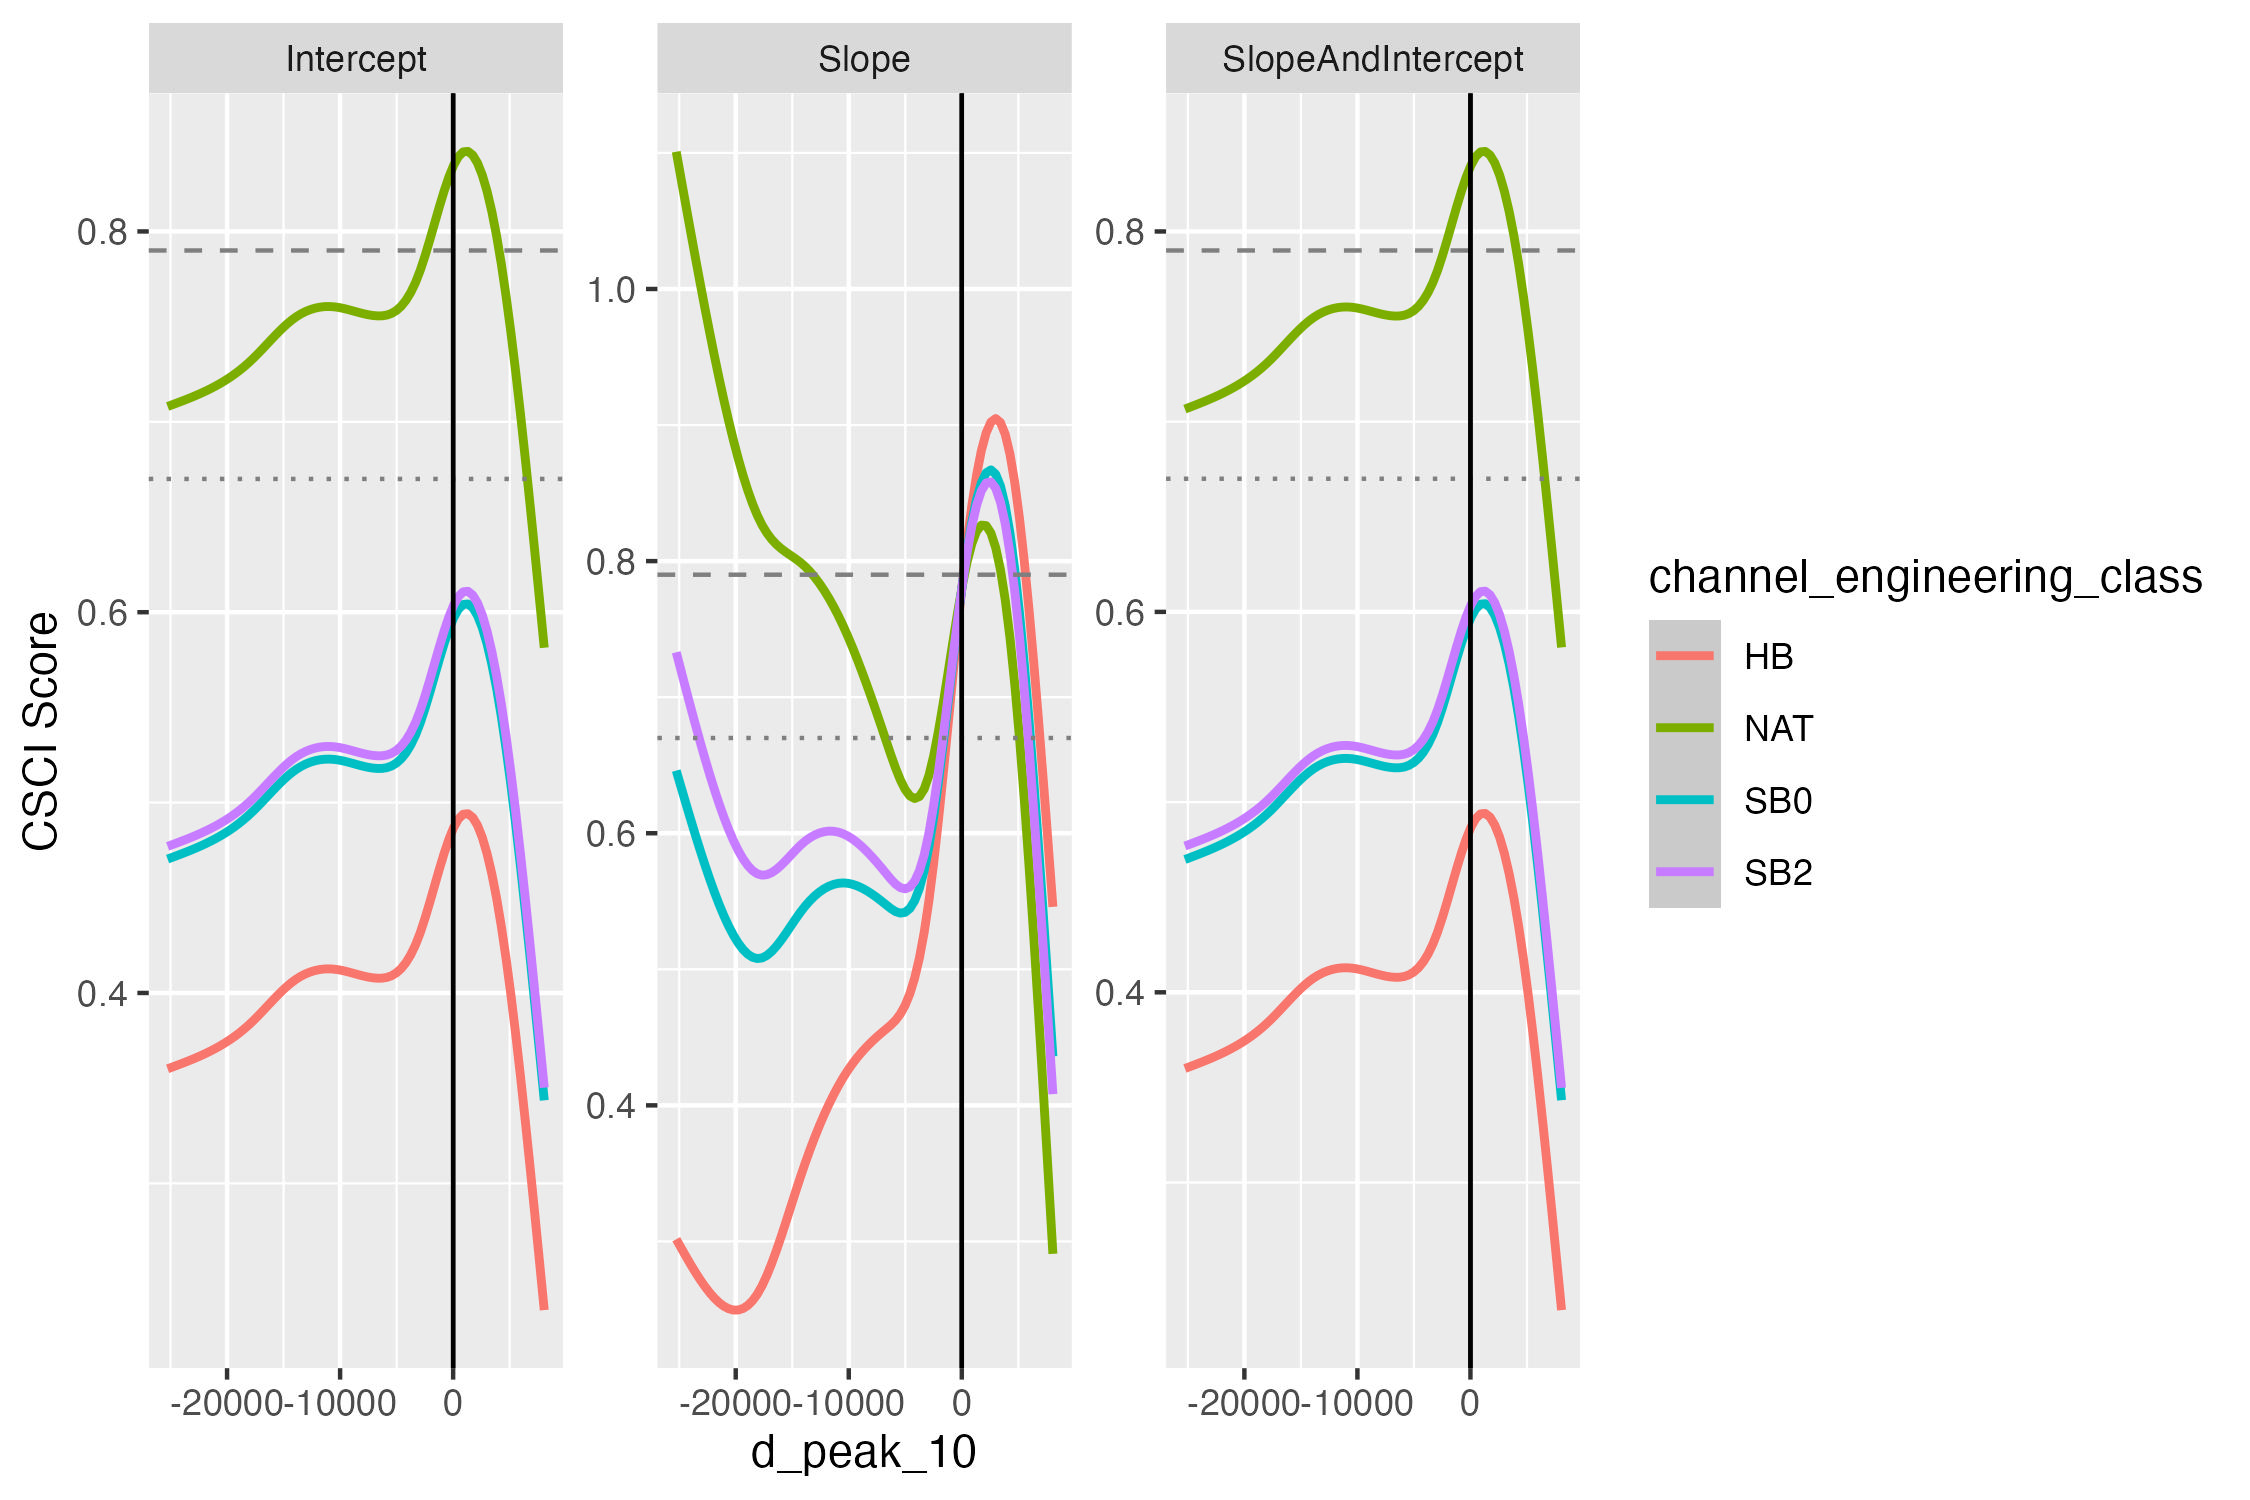 Intercept
Slope
SlopeAndIntercept
CSCI Score
0.8
0.6
0.4
1.0
0.8
0.6
0.4
0.8
0.6
0.4
-20000 -10000 0
-20000 -10000 0
-20000 -10000 0
d_peak_10
channel_engineering_class
HB
NAT
SB0
SB2